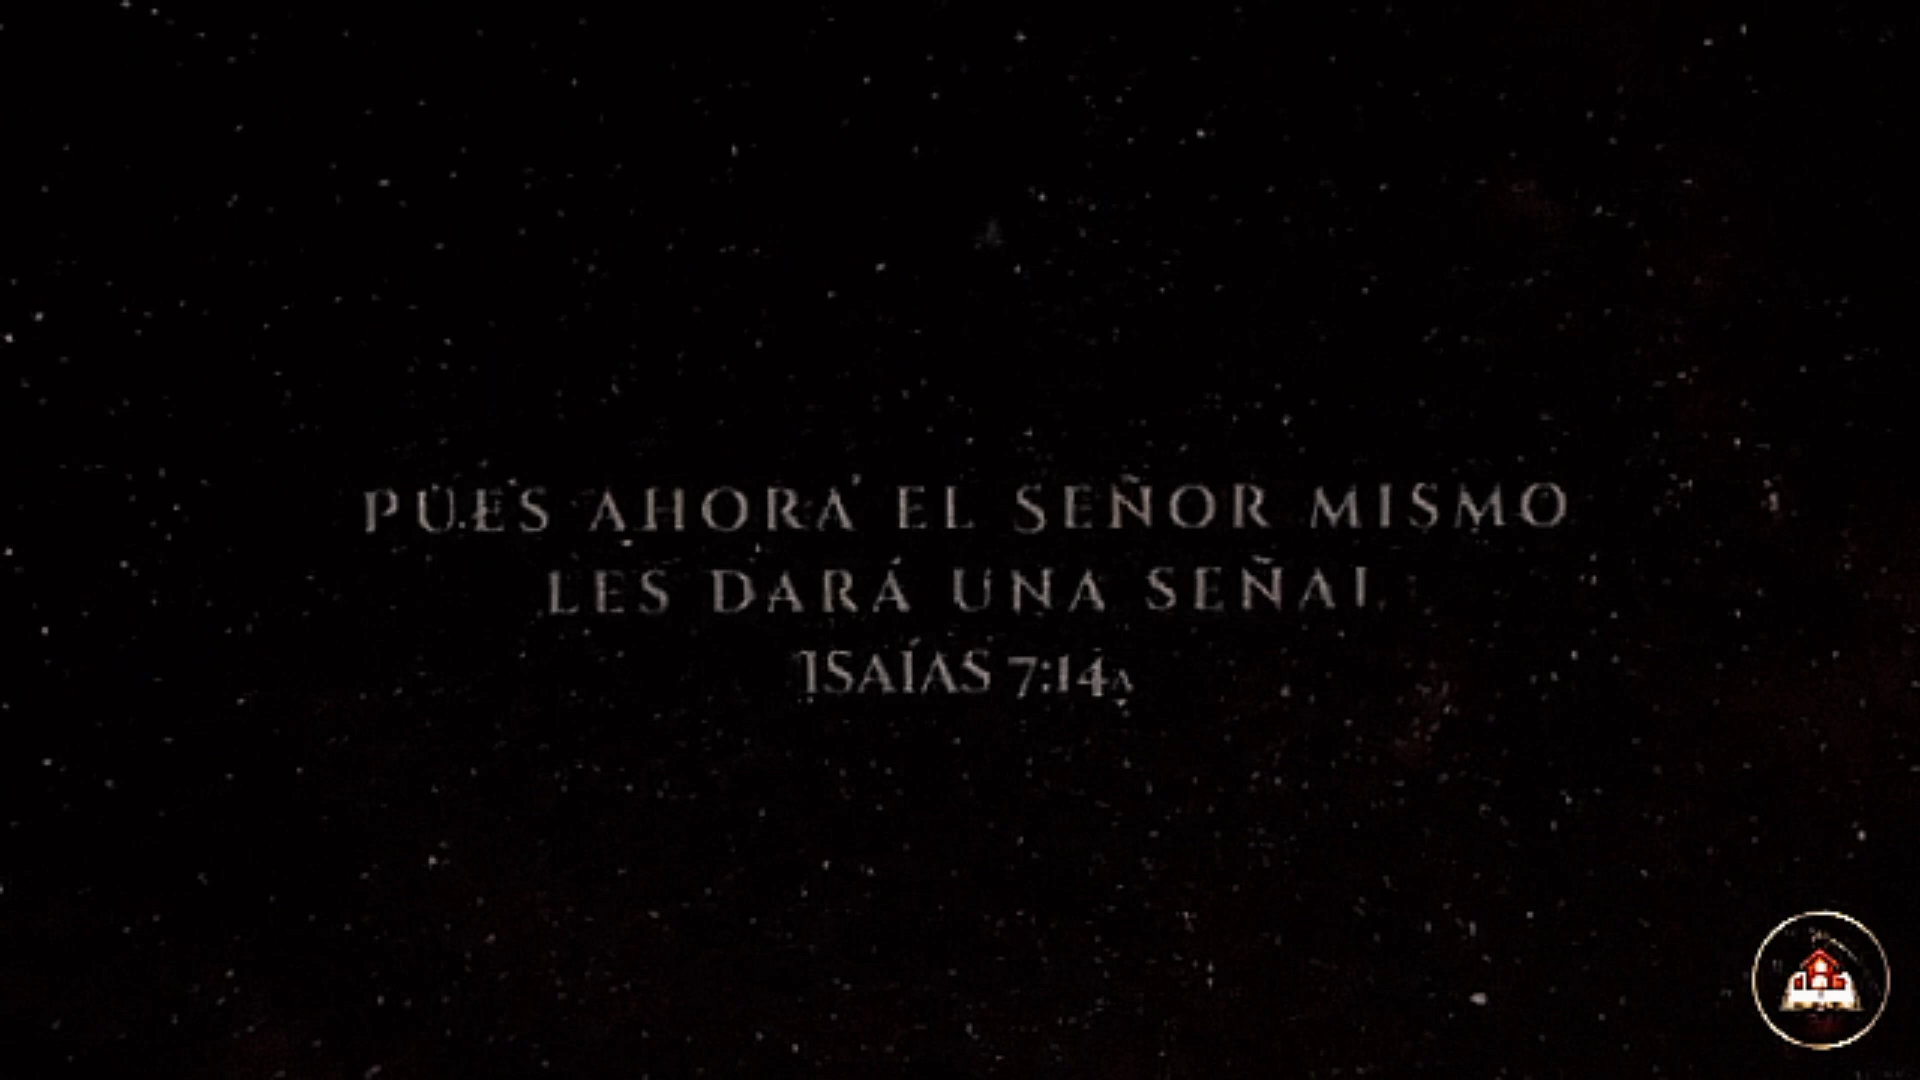 PUES AHORA EL SEÑOR MISMO
LES DARÁ UNA SEÑAL
ISAÍAS 7:14A